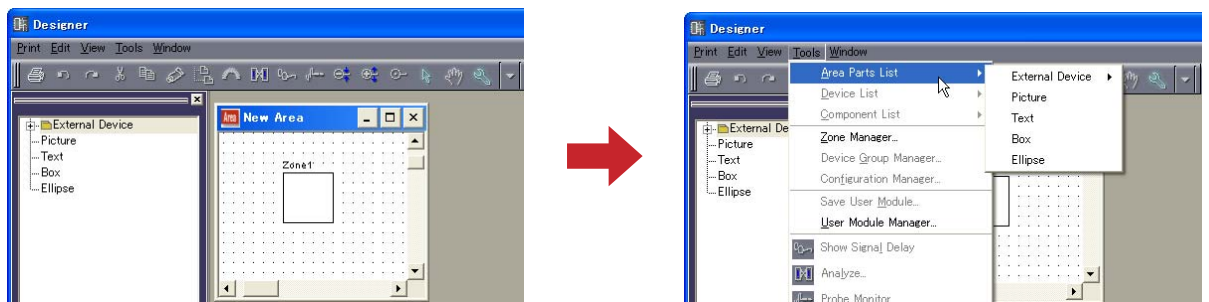 Designer
Print Edit View Tools Window
External Device
Picture
Text
Box
Ellipse
Area
New Area
Zone1
Designer
Print Edit View Tools Window
External De
Picture
Text
Box
Ellipse
Area Parts List
Device List
Component List
Zone Manager...
Device Group Manager...
Configuration Manager...
Save User Module...
User Module Manager...
Show Signal Delay
Analyze...
Probe Monitor
External Device
Picture
Text
Box
Ellipse